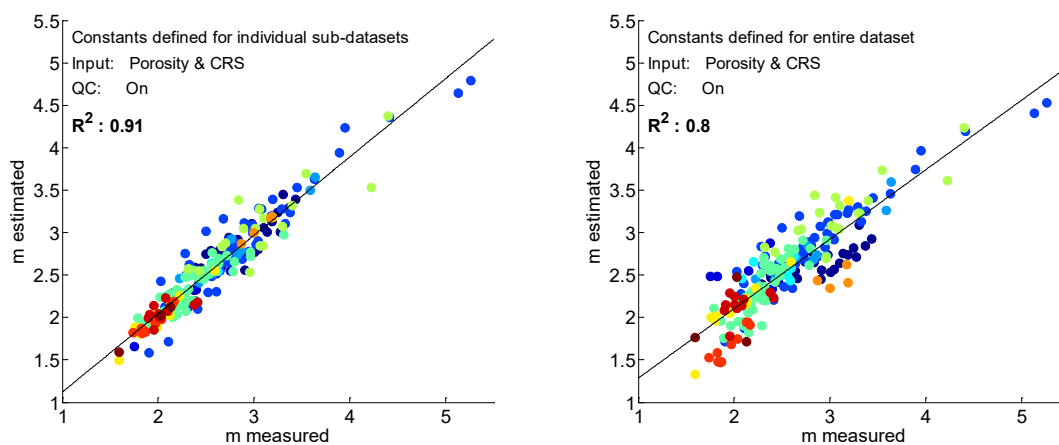 5.5
Constants defined for individual sub-datasets
Input: Porosity & CRS
QC: On
R² : 0.91
5
4.5
4
3.5
3
2.5
2
1.5
1
1 2 3 4 5
m measured
m estimated
5.5
Constants defined for entire dataset
Input: Porosity & CRS
QC: On
R² : 0.8
5
4.5
4
3.5
3
2.5
2
1.5
1
1 2 3 4 5
m measured
m estimated